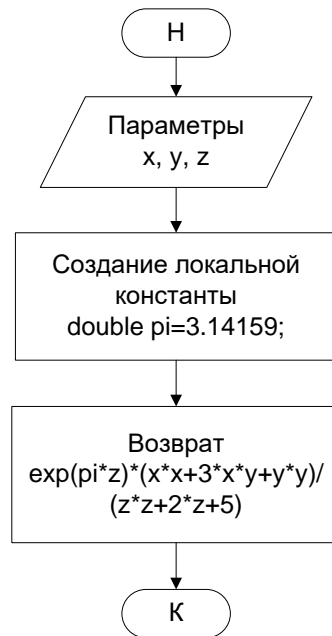 Н
Параметры
x, y, z
Создание локальной
константы
double pi=3.14159;
Возврат
exp(pi*z)*(x*x+3*x*y+y*y)/
(z*z+2*z+5)
К